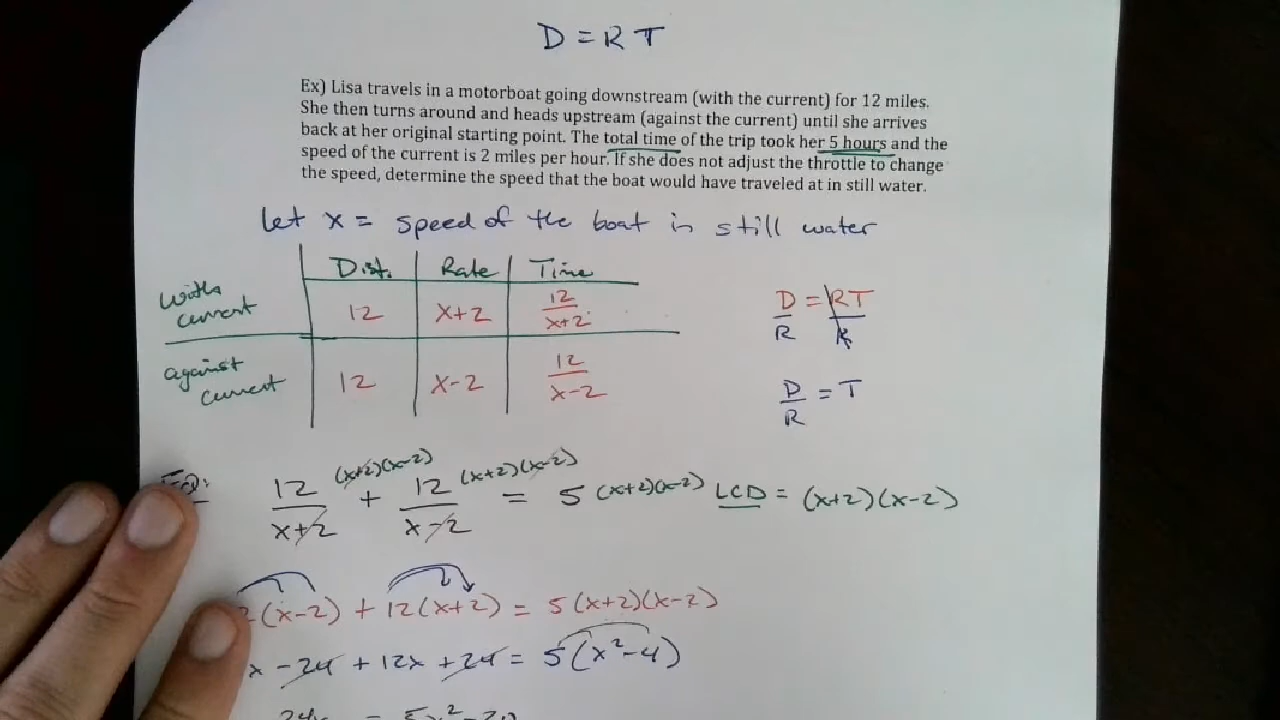 D = RT
Ex) Lisa travels in a motorboat going downstream (with the current) for 12 miles.
She then turns around and heads upstream (against the current) until she arrives
back at her original starting point. The total time of the trip took her 5 hours and the
speed of the current is 2 miles per hour. If she does not adjust the throttle to change
the speed, determine the speed that the boat would have traveled at in still water.
Let x = speed of the boat in still water
Dist. Rate Time
With current 12 x+2 12/(x+2)
against current 12 x-2 12/(x-2)
D/R = RT/R
D/R = T
EQ: 12/(x+2) (x+2)(x-2) + 12/(x-2) (x+2)(x-2) = 5 (x+2)(x-2) LCD = (x+2)(x-2)
2(x-2) + 12(x+2) = 5(x+2)(x-2)
x - 24 + 12x + 24 = 5(x²-4)
24x = 5x² - 20